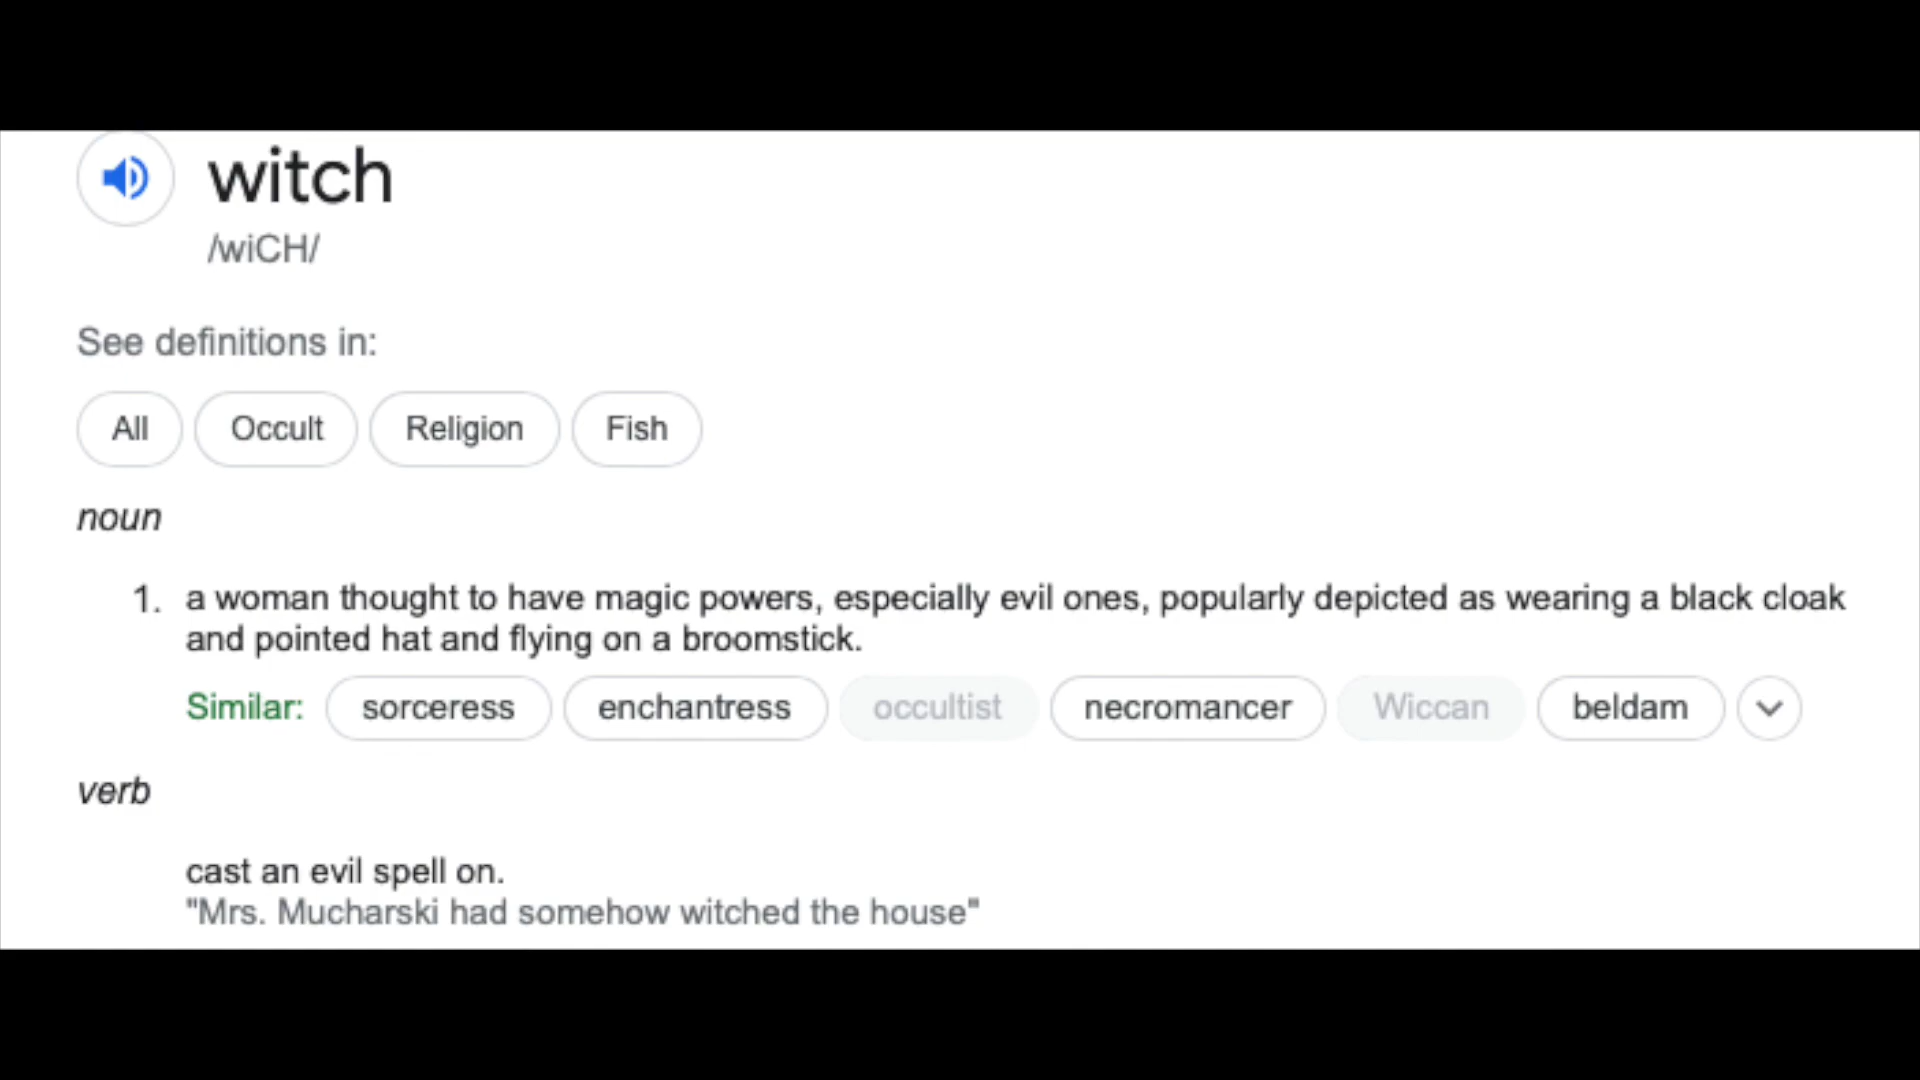 witch
/wiCH/
See definitions in:
All Occult Religion Fish
noun
1. a woman thought to have magic powers, especially evil ones, popularly depicted as wearing a black cloak
and pointed hat and flying on a broomstick.
Similar: sorceress enchantress occultist necromancer Wiccan beldam
verb
cast an evil spell on.
"Mrs. Mucharski had somehow witched the house"